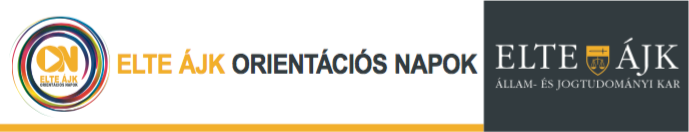 ON
ELTE ÁJK
ORIENTÁCIÓS NAPOK
ELTE ÁJK ORIENTÁCIÓS NAPOK
ELTE ÁJK
ÁLLAM- ÉS JOGTUDOMÁNYI KAR